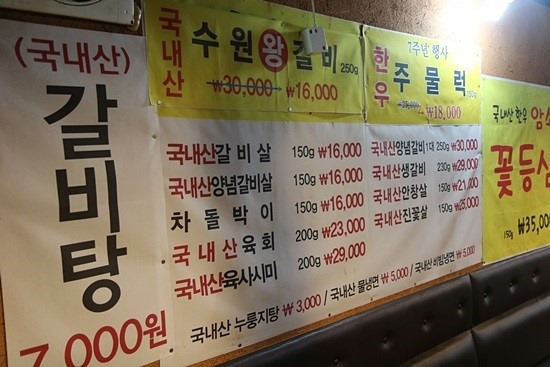 (국내산)
갈비탕
7,000원
국내산 수원왕갈비 250g
₩30,000 → ₩16,000
7주년 행사
한우 주물럭
₩18,000
국내산갈비살 150g ₩16,000
국내산양념갈비살 150g ₩16,000
차돌박이 150g ₩16,000
국내산육회 200g ₩23,000
국내산육사시미 200g ₩29,000
국내산양념갈비1대 250g ₩30,000
국내산생갈비 230g ₩29,000
국내산안창살 150g ₩21,000
국내산진꽃살 150g
국내산 누룽지탕 ₩3,000 / 국내산 물냉면 ₩5,000 / 국내산 비빔냉면 ₩5,000
국내산 한우
꽃등심
150g ₩35,000